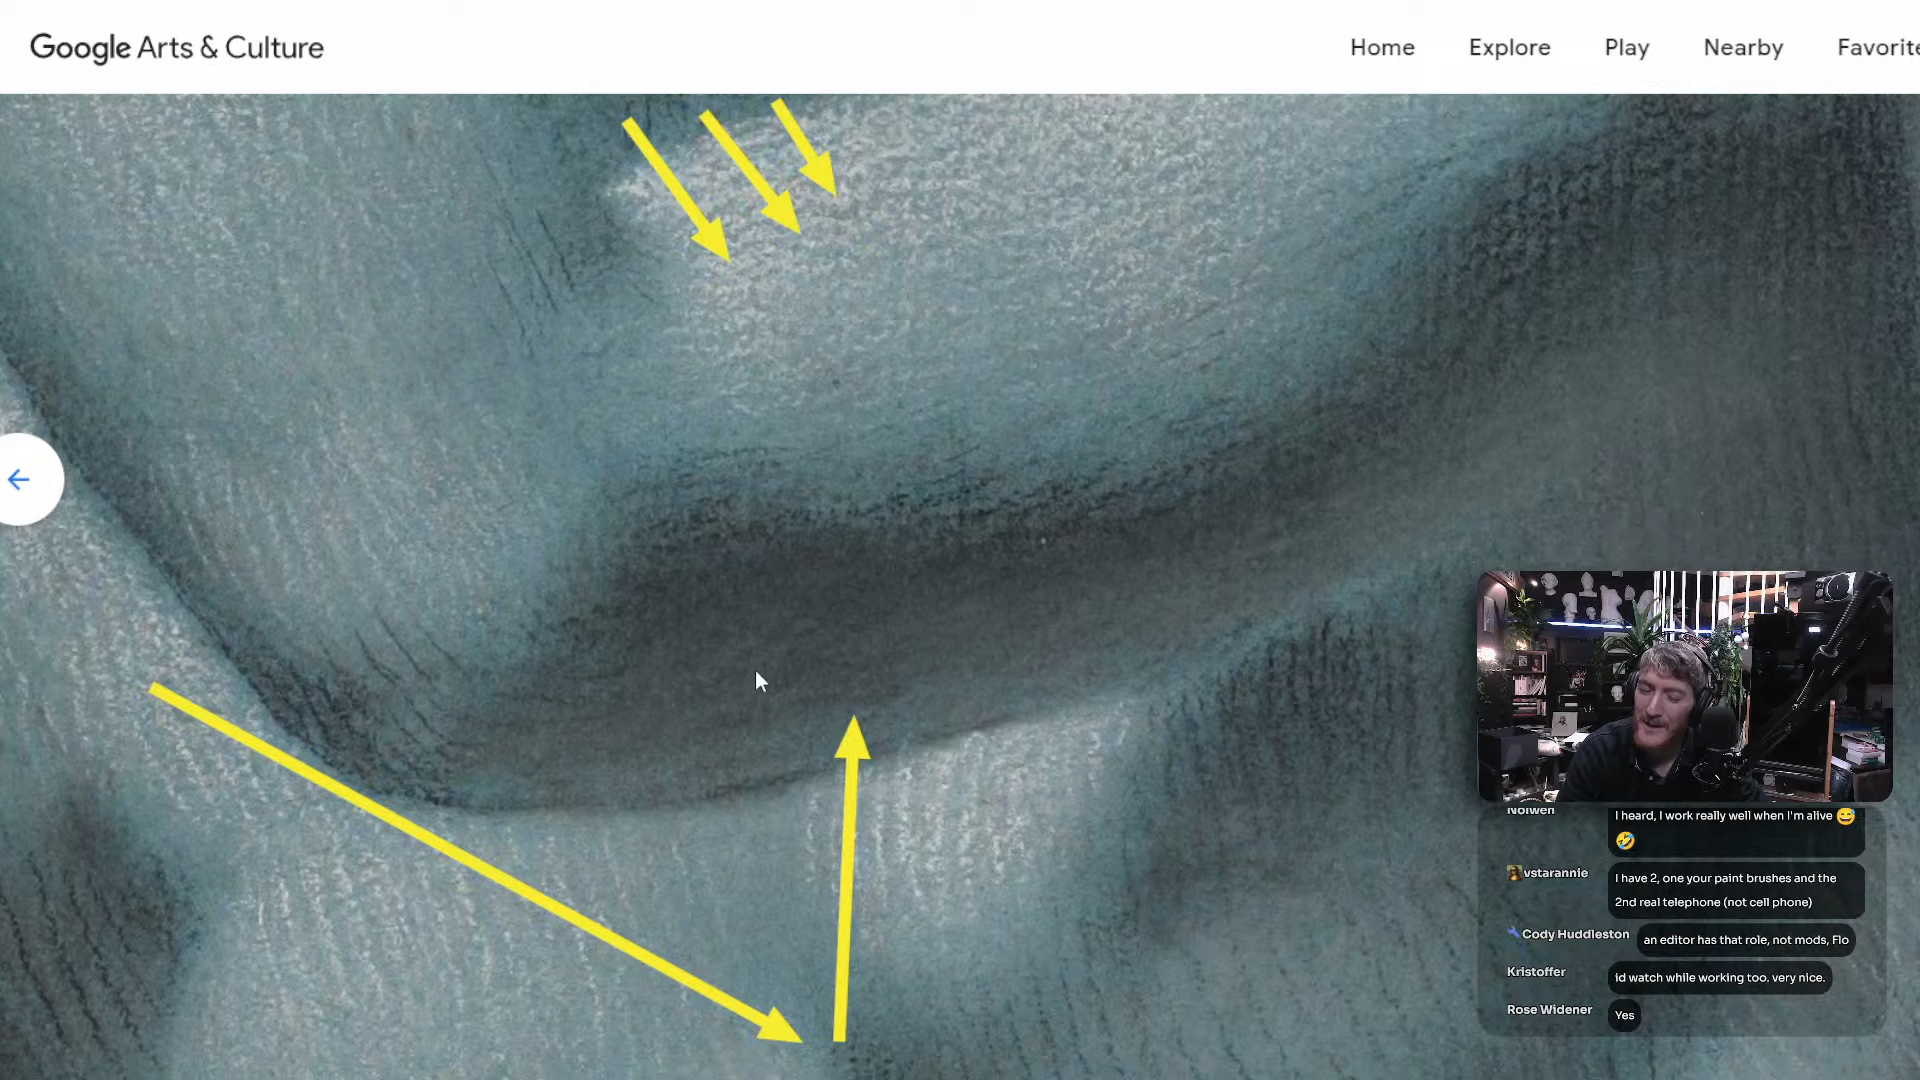 Google Arts & Culture
Home Explore Play Nearby Favorite
Nolwen I heard, I work really well when I'm alive 😅
🤣
vstarannie I have 2, one your paint brushes and the
2nd real telephone (not cell phone)
Cody Huddleston an editor has that role, not mods, Flo
Kristoffer id watch while working too. very nice.
Rose Widener Yes